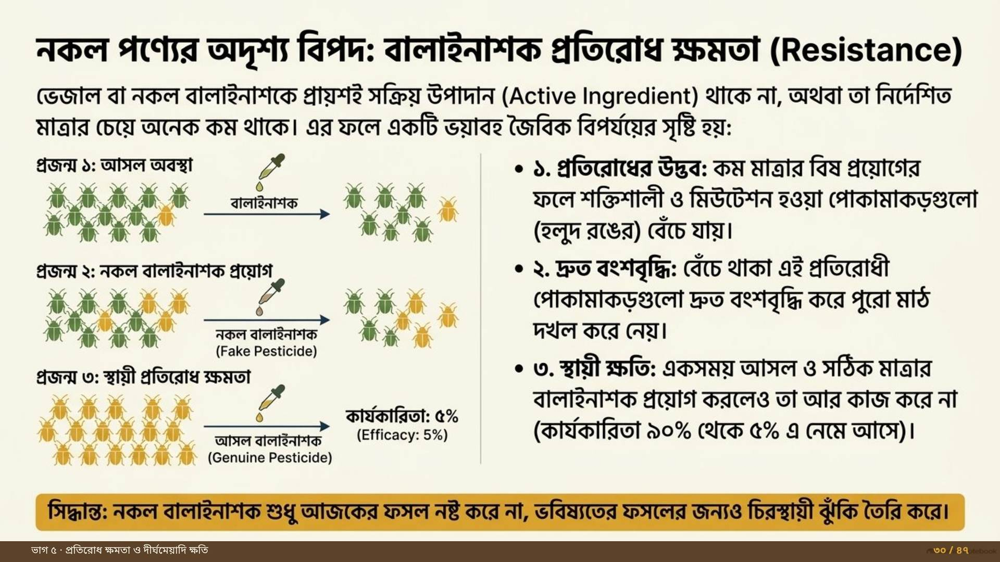 নকল পণ্যের অদৃশ্য বিপদ: বালাইনাশক প্রতিরোধ ক্ষমতা (Resistance)
ভেজাল বা নকল বালাইনাশকে প্রায়শই সক্রিয় উপাদান (Active Ingredient) থাকে না, অথবা তা নির্দেশিত
মাত্রার চেয়ে অনেক কম থাকে। এর ফলে একটি ভয়াবহ জৈবিক বিপর্যয়ের সৃষ্টি হয়:
প্রজন্ম ১: আসল অবস্থা
বালাইনাশক
প্রজন্ম ২: নকল বালাইনাশক প্রয়োগ
নকল বালাইনাশক
(Fake Pesticide)
প্রজন্ম ৩: স্থায়ী প্রতিরোধ ক্ষমতা
আসল বালাইনাশক
(Genuine Pesticide)
কার্যকারিতা: ৫%
(Efficacy: 5%)
• ১. প্রতিরোধের উদ্ভব: কম মাত্রার বিষ প্রয়োগের
ফলে শক্তিশালী ও মিউটেশন হওয়া পোকামাকড়গুলো
(হলুদ রঙের) বেঁচে যায়।
• ২. দ্রুত বংশবৃদ্ধি: বেঁচে থাকা এই প্রতিরোধী
পোকামাকড়গুলো দ্রুত বংশবৃদ্ধি করে পুরো মাঠ
দখল করে নেয়।
• ৩. স্থায়ী ক্ষতি: একসময় আসল ও সঠিক মাত্রার
বালাইনাশক প্রয়োগ করলেও তা আর কাজ করে না
(কার্যকারিতা ৯০% থেকে ৫% এ নেমে আসে)।
সিদ্ধান্ত: নকল বালাইনাশক শুধু আজকের ফসল নষ্ট করে না, ভবিষ্যতের ফসলের জন্যও চিরস্থায়ী ঝুঁকি তৈরি করে।
ভাগ ৫ · প্রতিরোধ ক্ষমতা ও দীর্ঘমেয়াদি ক্ষতি
৩০ / ৪৭